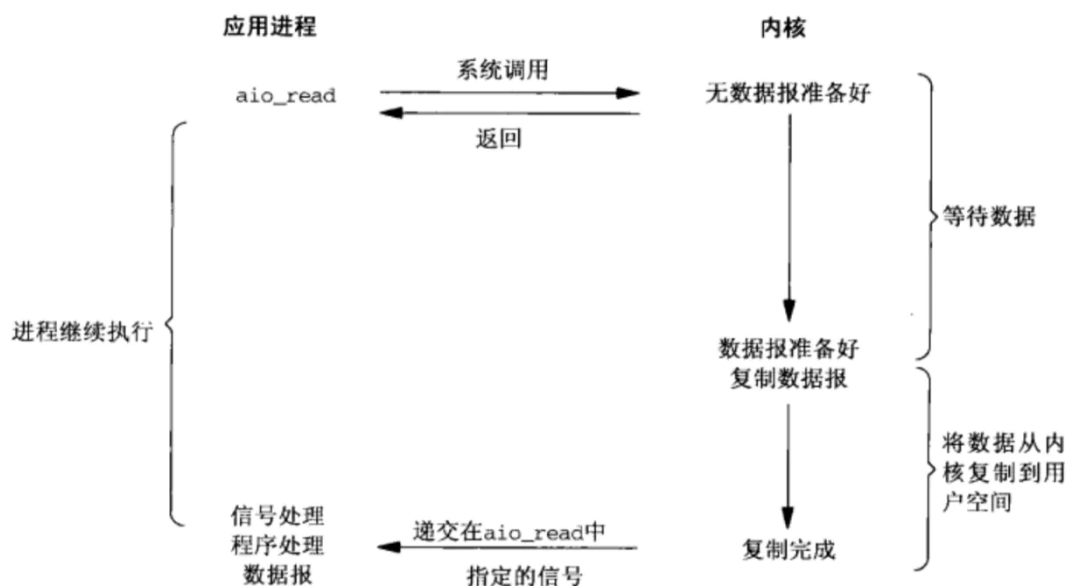 应用进程
内核
系统调用
aio_read
无数据报准备好
返回
等待数据
进程继续执行
数据报准备好
复制数据报
将数据从内
核复制到用
户空间
信号处理
程序处理
数据报
递交在aio_read中
指定的信号
复制完成